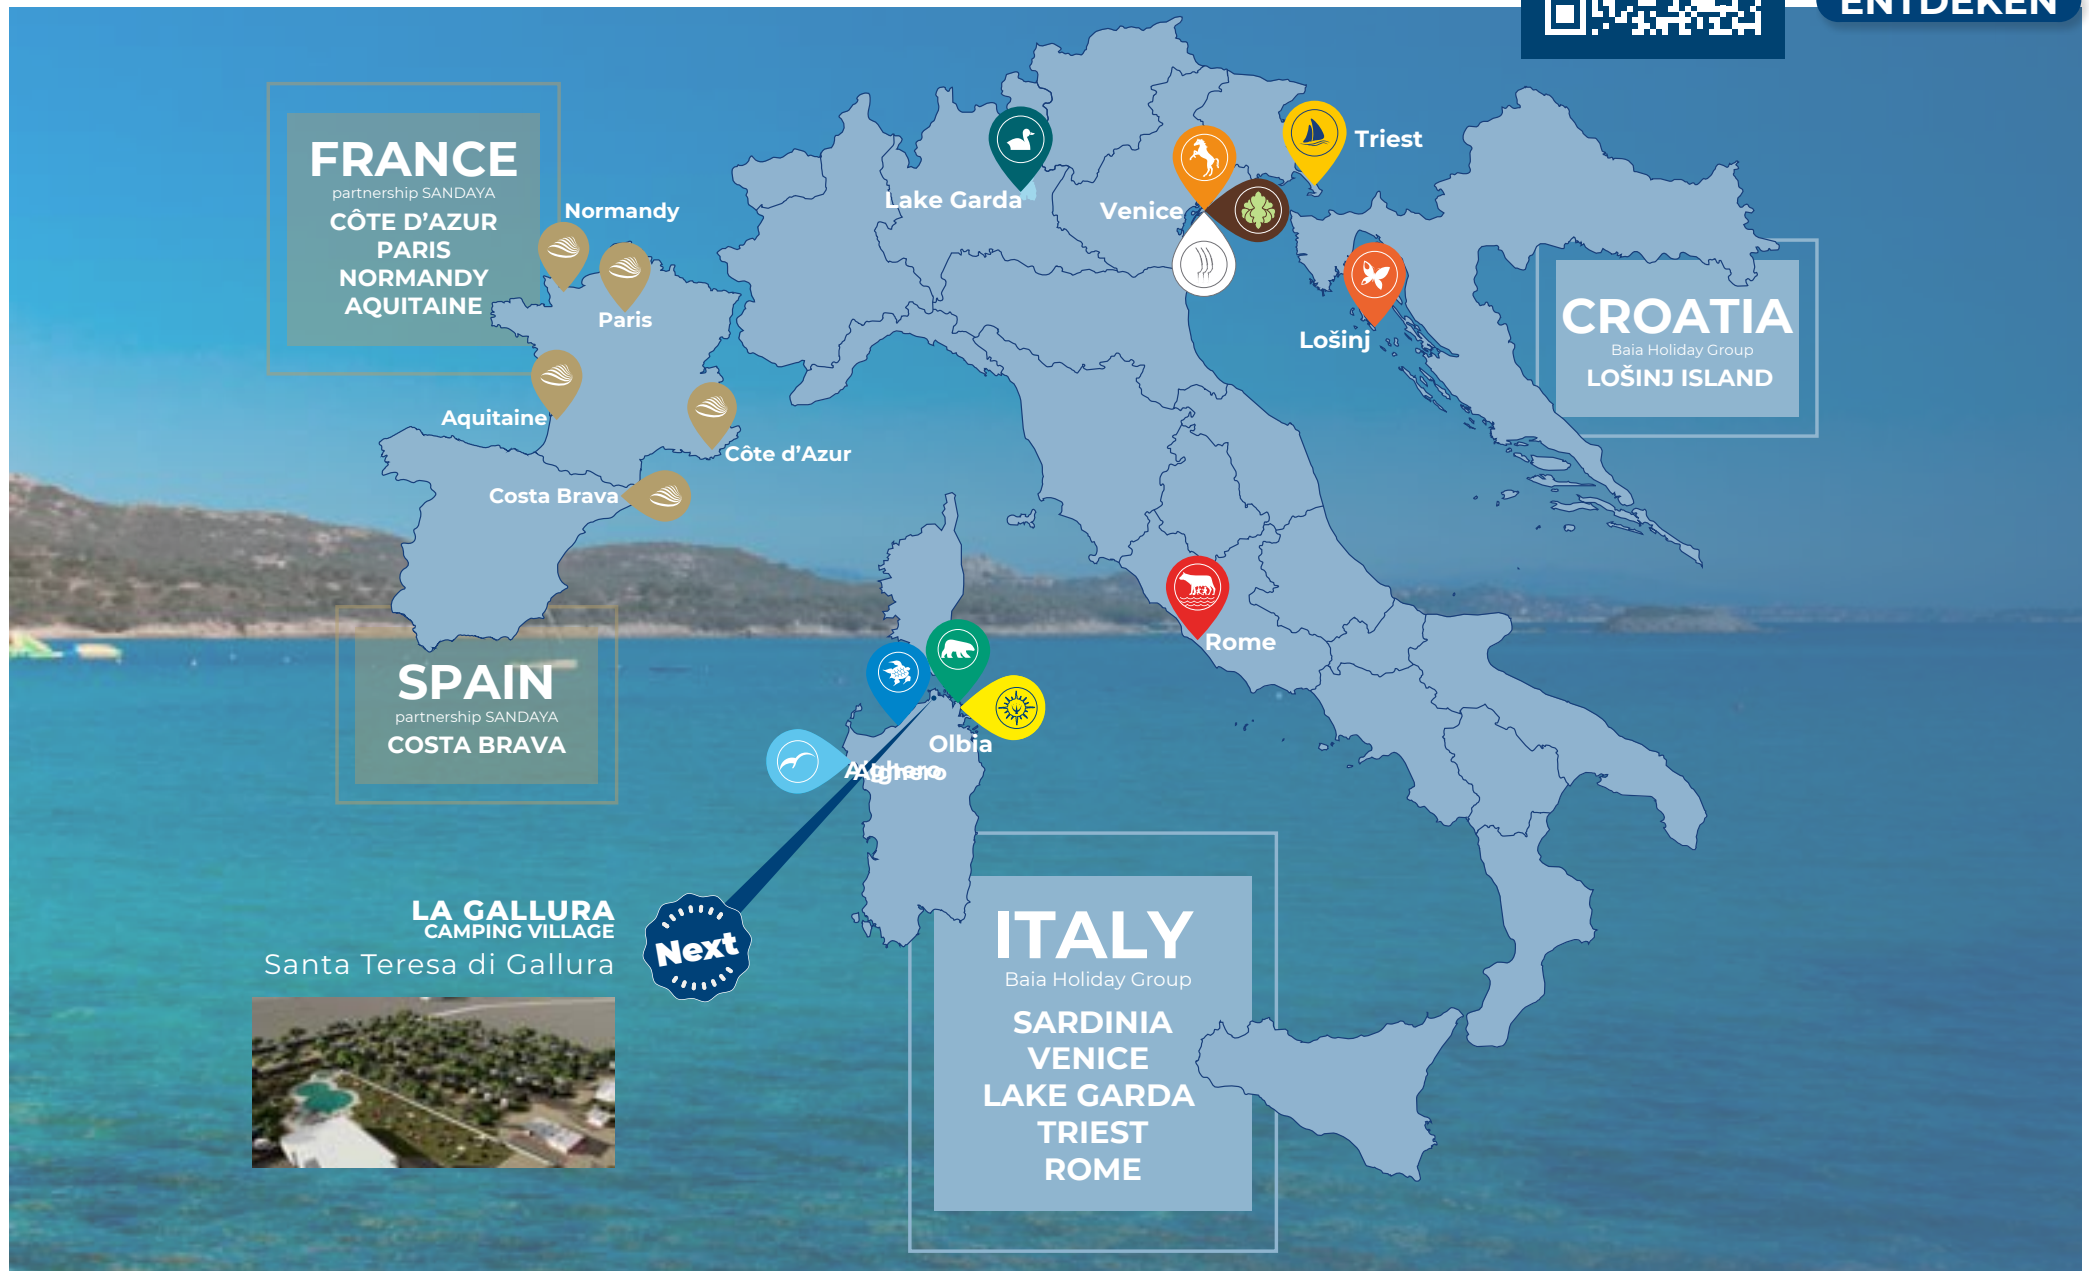 ENTDEKEN
FRANCE
partnership SANDAYA
CÔTE D’AZUR
PARIS
NORMANDY
AQUITAINE
Normandy
Paris
Aquitaine
Côte d’Azur
Costa Brava
Lake Garda
Venice
Triest
Lošinj
CROATIA
Baia Holiday Group
LOŠINJ ISLAND
SPAIN
partnership SANDAYA
COSTA BRAVA
Rome
Olbia
Alghero
Alghero
LA GALLURA
CAMPING VILLAGE
Santa Teresa di Gallura
Next
ITALY
Baia Holiday Group
SARDINIA
VENICE
LAKE GARDA
TRIEST
ROME